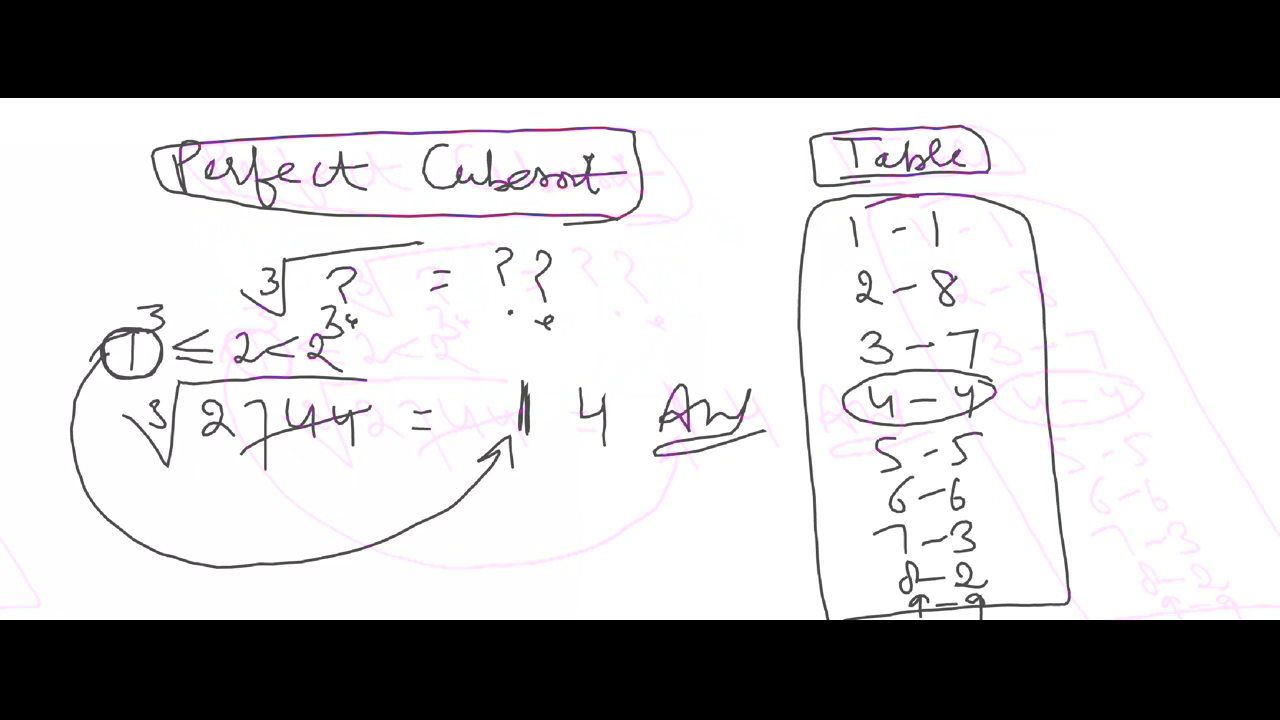 Perfect Cuberoot
∛? = ??
1³ ≤ 2 < 2³
∛2744 = 14 Ans
Table
1 - 1
2 - 8
3 - 7
4 - 4
5 - 5
6 - 6
7 - 3
8 - 2
9 - 9